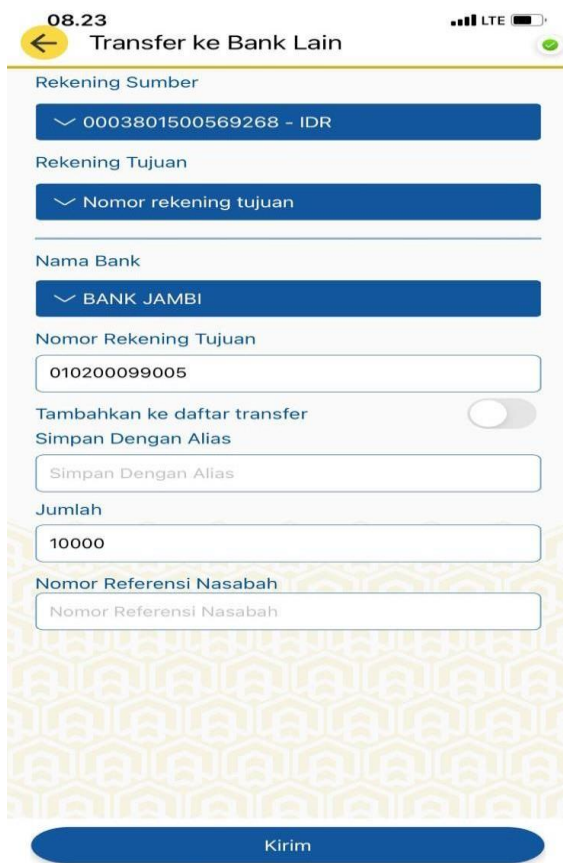 08.23
LTE
Transfer ke Bank Lain
Rekening Sumber
0003801500569268 - IDR
Rekening Tujuan
Nomor rekening tujuan
Nama Bank
BANK JAMBI
Nomor Rekening Tujuan
010200099005
Tambahkan ke daftar transfer
Simpan Dengan Alias
Simpan Dengan Alias
Jumlah
10000
Nomor Referensi Nasabah
Nomor Referensi Nasabah
Kirim